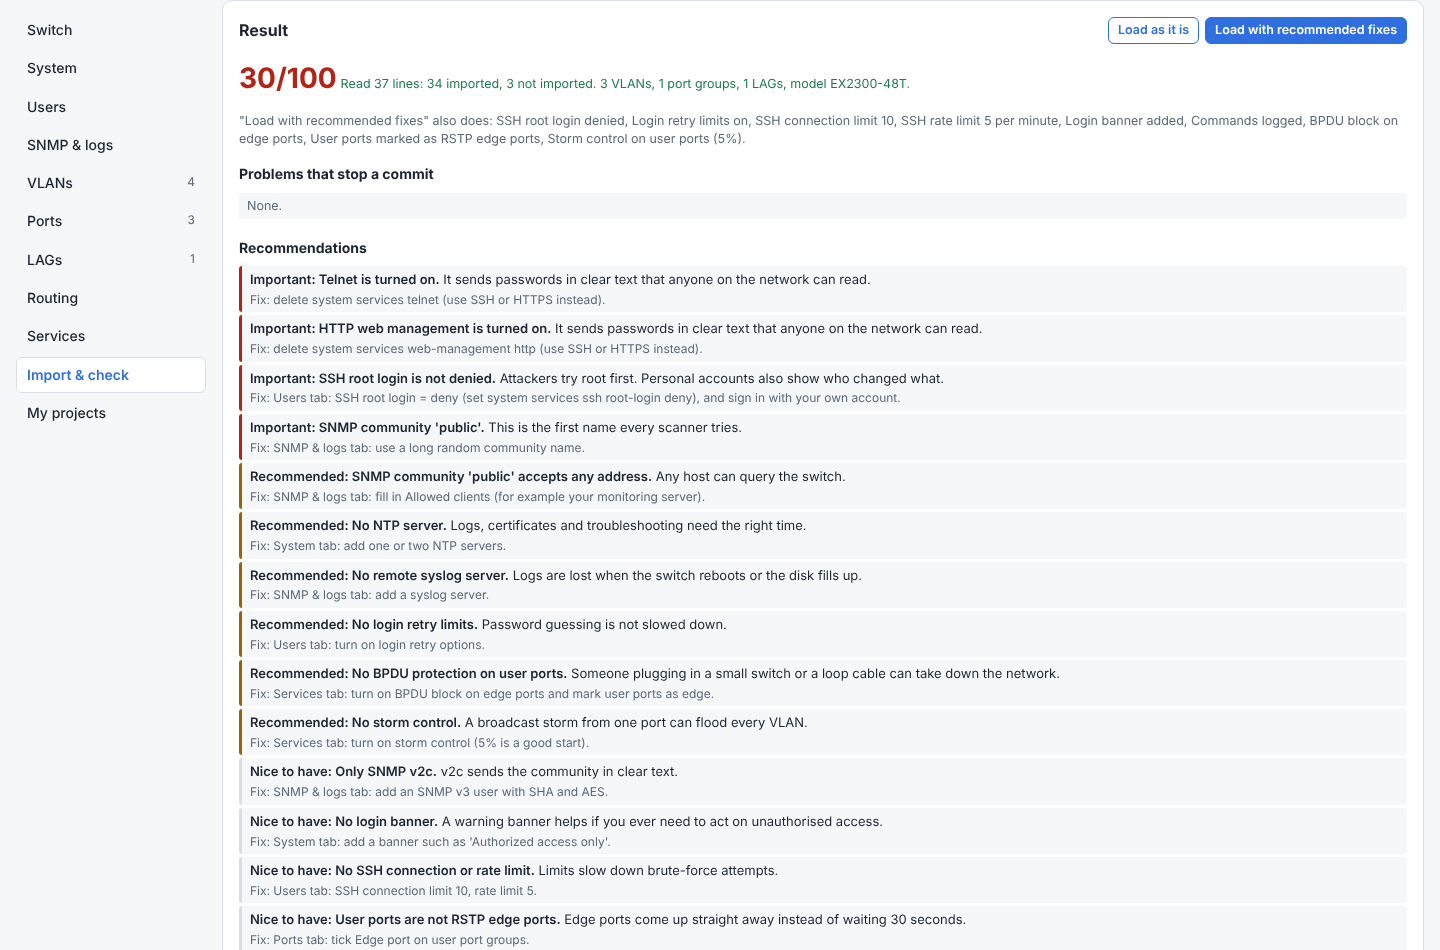 Switch
System
Users
SNMP & logs
VLANs 4
Ports 3
LAGs 1
Routing
Services
Import & check
My projects
Result
Load as it is
Load with recommended fixes
30/100 Read 37 lines: 34 imported, 3 not imported. 3 VLANs, 1 port groups, 1 LAGs, model EX2300-48T.
"Load with recommended fixes" also does: SSH root login denied, Login retry limits on, SSH connection limit 10, SSH rate limit 5 per minute, Login banner added, Commands logged, BPDU block on
edge ports, User ports marked as RSTP edge ports, Storm control on user ports (5%).
Problems that stop a commit
None.
Recommendations
Important: Telnet is turned on. It sends passwords in clear text that anyone on the network can read.
Fix: delete system services telnet (use SSH or HTTPS instead).
Important: HTTP web management is turned on. It sends passwords in clear text that anyone on the network can read.
Fix: delete system services web-management http (use SSH or HTTPS instead).
Important: SSH root login is not denied. Attackers try root first. Personal accounts also show who changed what.
Fix: Users tab: SSH root login = deny (set system services ssh root-login deny), and sign in with your own account.
Important: SNMP community 'public'. This is the first name every scanner tries.
Fix: SNMP & logs tab: use a long random community name.
Recommended: SNMP community 'public' accepts any address. Any host can query the switch.
Fix: SNMP & logs tab: fill in Allowed clients (for example your monitoring server).
Recommended: No NTP server. Logs, certificates and troubleshooting need the right time.
Fix: System tab: add one or two NTP servers.
Recommended: No remote syslog server. Logs are lost when the switch reboots or the disk fills up.
Fix: SNMP & logs tab: add a syslog server.
Recommended: No login retry limits. Password guessing is not slowed down.
Fix: Users tab: turn on login retry options.
Recommended: No BPDU protection on user ports. Someone plugging in a small switch or a loop cable can take down the network.
Fix: Services tab: turn on BPDU block on edge ports and mark user ports as edge.
Recommended: No storm control. A broadcast storm from one port can flood every VLAN.
Fix: Services tab: turn on storm control (5% is a good start).
Nice to have: Only SNMP v2c. v2c sends the community in clear text.
Fix: SNMP & logs tab: add an SNMP v3 user with SHA and AES.
Nice to have: No login banner. A warning banner helps if you ever need to act on unauthorised access.
Fix: System tab: add a banner such as 'Authorized access only'.
Nice to have: No SSH connection or rate limit. Limits slow down brute-force attempts.
Fix: Users tab: SSH connection limit 10, rate limit 5.
Nice to have: User ports are not RSTP edge ports. Edge ports come up straight away instead of waiting 30 seconds.
Fix: Ports tab: tick Edge port on user port groups.